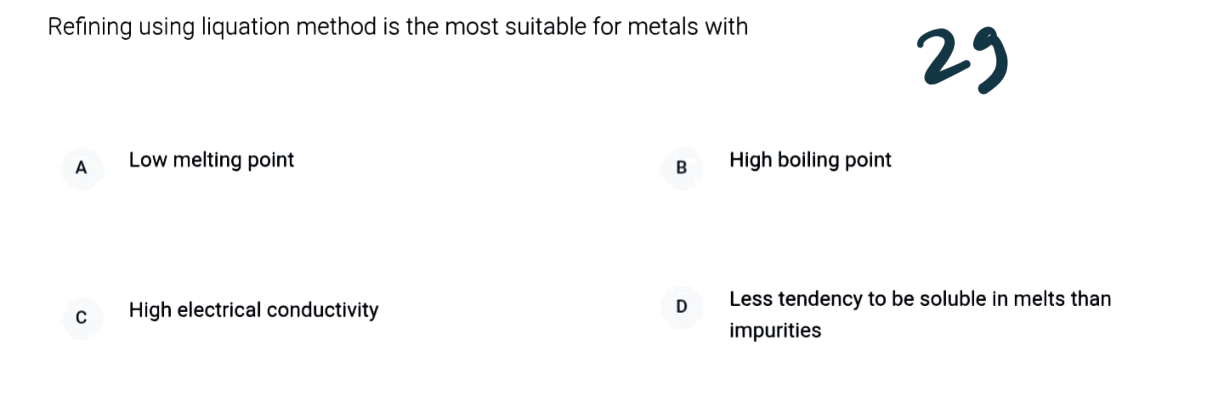 Refining using liquation method is the most suitable for metals with
29
A Low melting point
B High boiling point
C High electrical conductivity
D Less tendency to be soluble in melts than
impurities